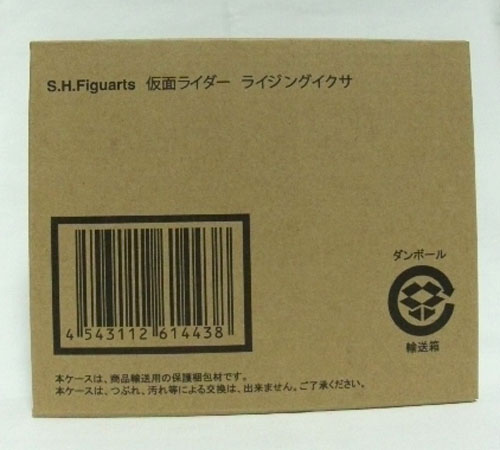 S.H.Figuarts 仮面ライダー ライジングイクサ
4 543112 614438
ダンボール
輸送箱
本ケースは、商品輸送用の保護梱包材です。
本ケースは、つぶれ、汚れ等による交換は、出来ません。ご了承ください。